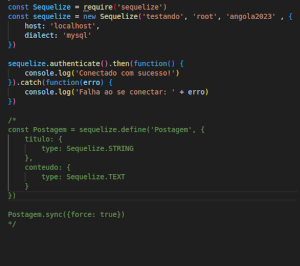 const Sequelize = require('sequelize')
const sequelize = new Sequelize('testando', 'root', 'angola2023' , {
    host: 'localhost',
    dialect: 'mysql'
})
sequelize.authenticate().then(function() {
    console.log('Conectado com sucesso!')
}).catch(function(erro) {
    console.log('Falha ao se conectar: ' + erro)
})
/*
const Postagem = sequelize.define('Postagem', {
    titulo: {
        type: Sequelize.STRING
    },
    conteudo: {
        type: Sequelize.TEXT
    }
})
Postagem.sync({force: true})
*/